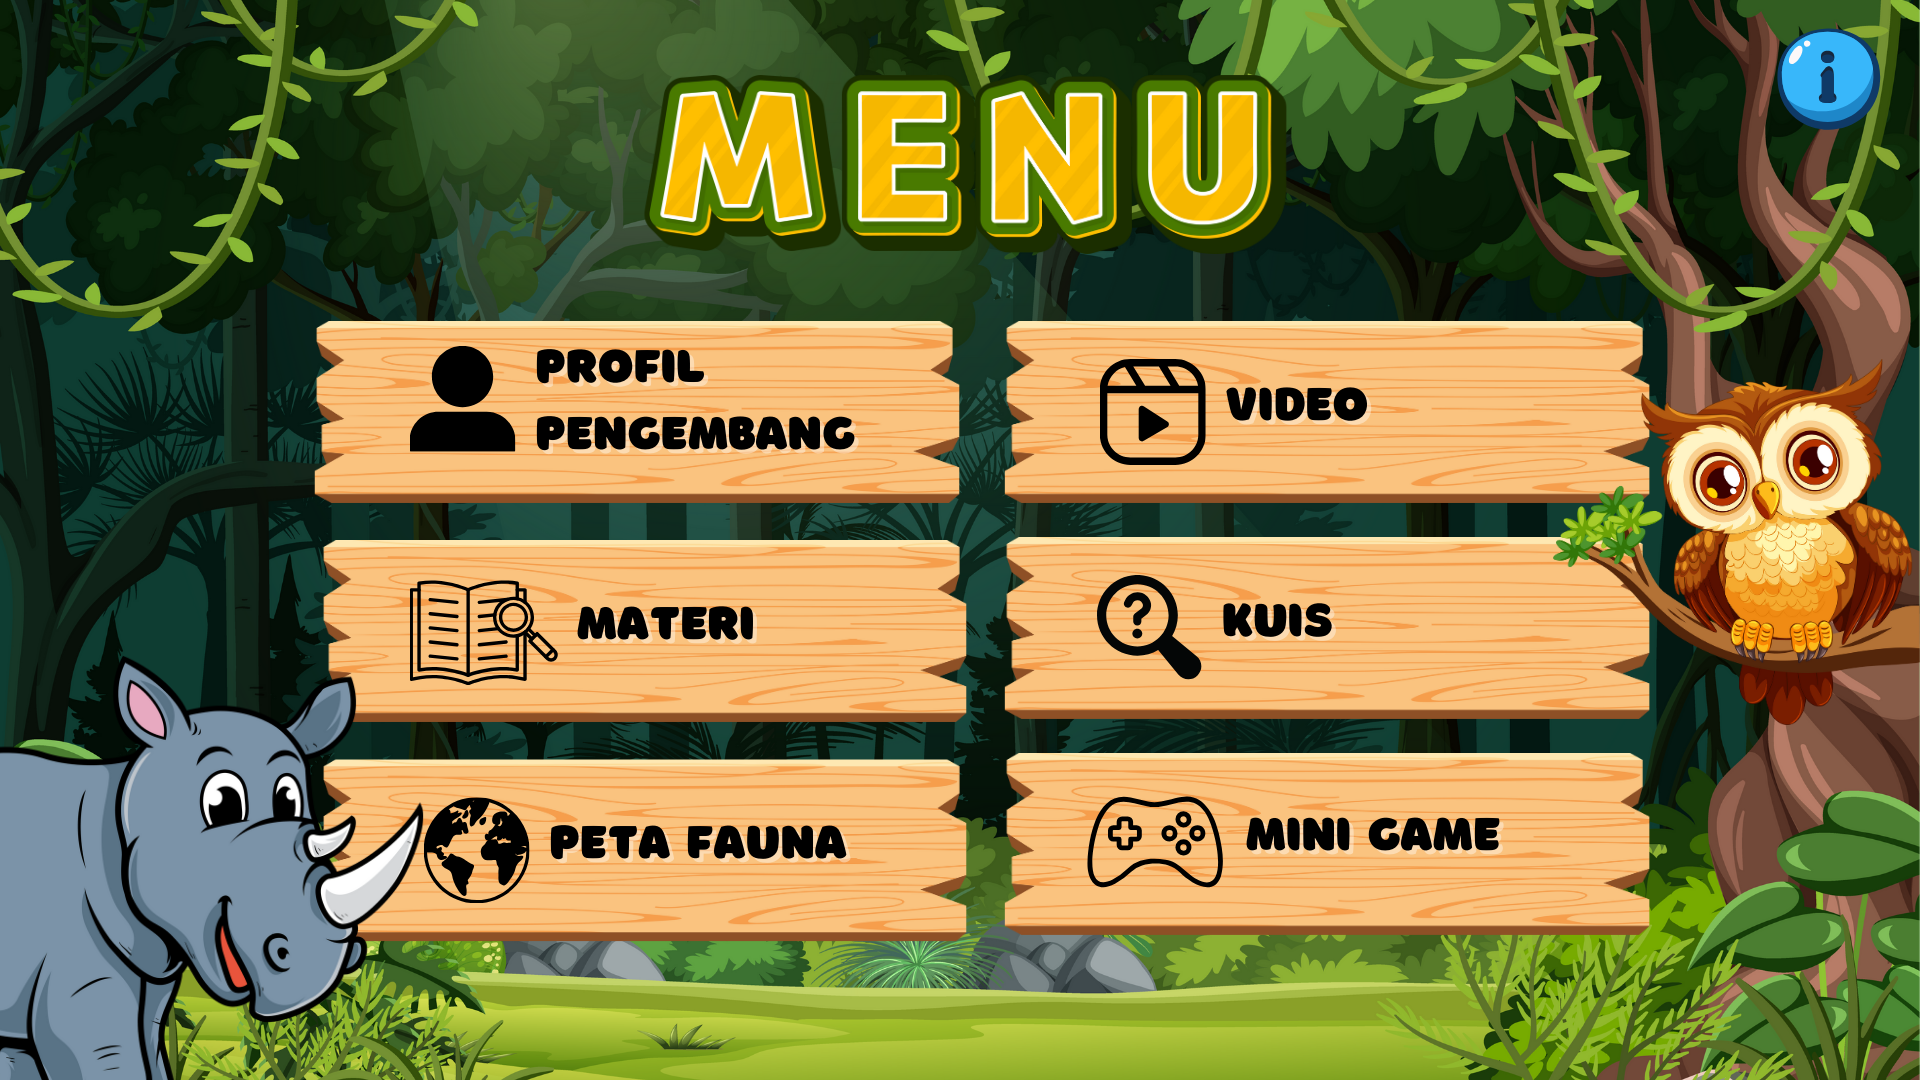 MENU
i
PROFIL
PENGEMBANG
VIDEO
MATERI
KUIS
PETA FAUNA
MINI GAME